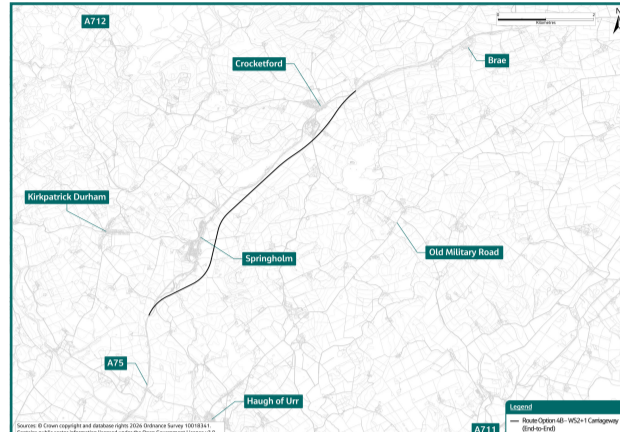 A712
N
Kilometres
Crocketford
Brae
Kirkpatrick Durham
Springholm
Old Military Road
A75
Haugh of Urr
A711
Legend
Route Option 4B - WS2+1 Carriageway
(End-to-End)
Sources: © Crown copyright and database rights 2026 Ordnance Survey 10018341.